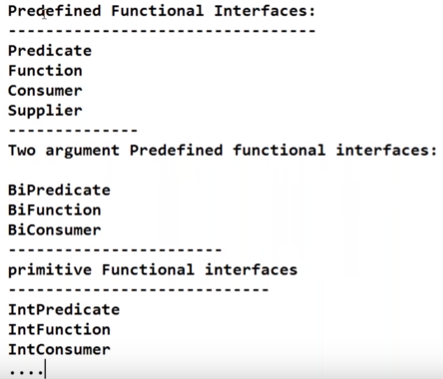 Predefined Functional Interfaces:
---------------------------------
Predicate
Function
Consumer
Supplier
--------------
Two argument Predefined functional interfaces:
BiPredicate
BiFunction
BiConsumer
-----------------------
primitive Functional interfaces
----------------------------
IntPredicate
IntFunction
IntConsumer
....